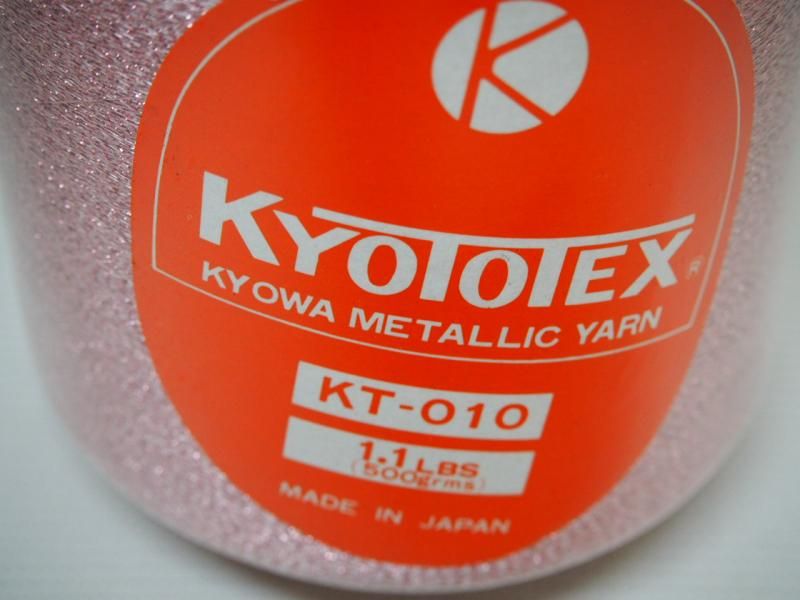 K
KYOTOTEX®
KYOWA METALLIC YARN
KT-010
1.1 LBS
(500grms)
MADE IN JAPAN